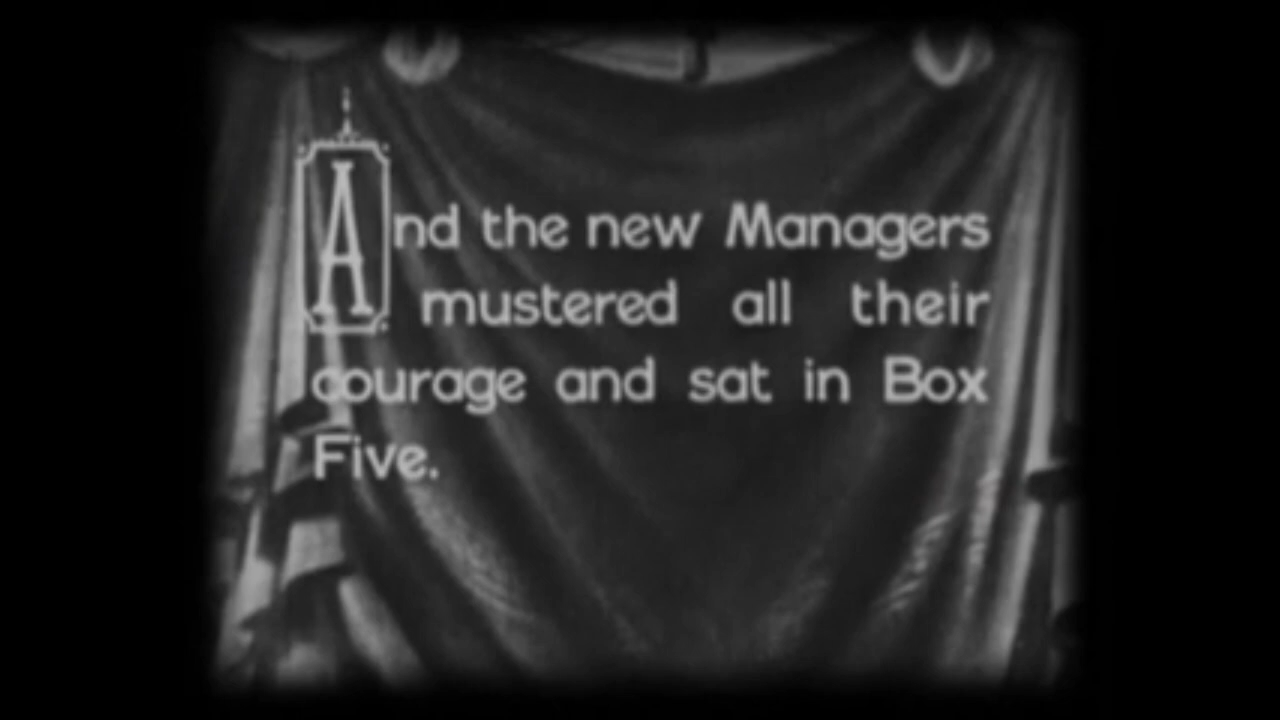 And the new Managers
mustered all their
courage and sat in Box
Five.